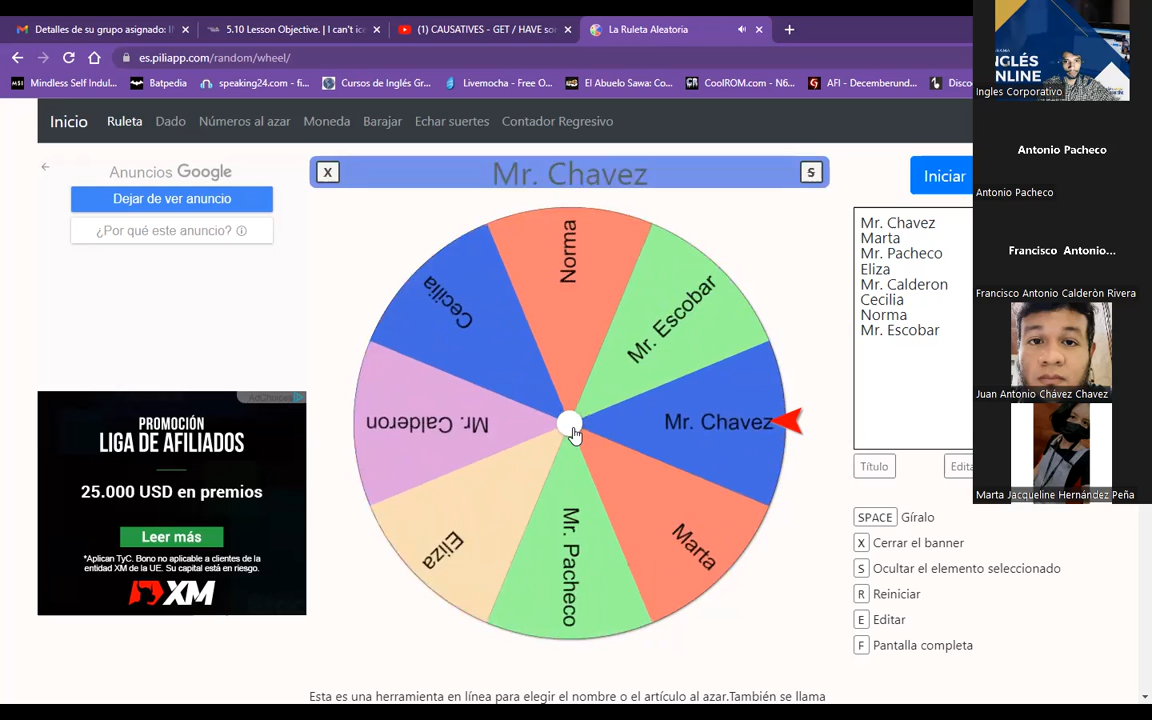 Detalles de su grupo asignado: I
5.10 Lesson Objective. | I can't ic
(1) CAUSATIVES - GET / HAVE so
La Ruleta Aleatoria
es.piliapp.com/random/wheel/
Mindless Self Indul...
Batpedia
speaking24.com - fi...
Cursos de Inglés Gr...
Livemocha - Free O...
El Abuelo Sawa: Co...
CoolROM.com - N6...
AFI - Decemberund...
Disco
Inicio
Ruleta
Dado
Números al azar
Moneda
Barajar
Echar suertes
Contador Regresivo
Anuncios Google
Dejar de ver anuncio
¿Por qué este anuncio?
AdChoices
PROMOCIÓN
LIGA DE AFILIADOS
25.000 USD en premios
Leer más
*Aplican TyC. Bono no aplicable a clientes de la
entidad XM de la UE. Su capital está en riesgo.
XM
X
Mr. Chavez
S
Norma
Mr. Escobar
Mr. Chavez
Marta
Mr. Pacheco
Eliza
Mr. Calderon
Cecilia
Iniciar
Mr. Chavez
Marta
Mr. Pacheco
Eliza
Mr. Calderon
Cecilia
Norma
Mr. Escobar
Título
Edita
SPACE Gíralo
X Cerrar el banner
S Ocultar el elemento seleccionado
R Reiniciar
E Editar
F Pantalla completa
Esta es una herramienta en línea para elegir el nombre o el artículo al azar.También se llama
NGLÉS
NLINE
Ingles Corporativo
Antonio Pacheco
Antonio Pacheco
Francisco Antonio...
Francisco Antonio Calderòn Rivera
Juan Antonio Chávez Chavez
Marta Jacqueline Hernández Peña